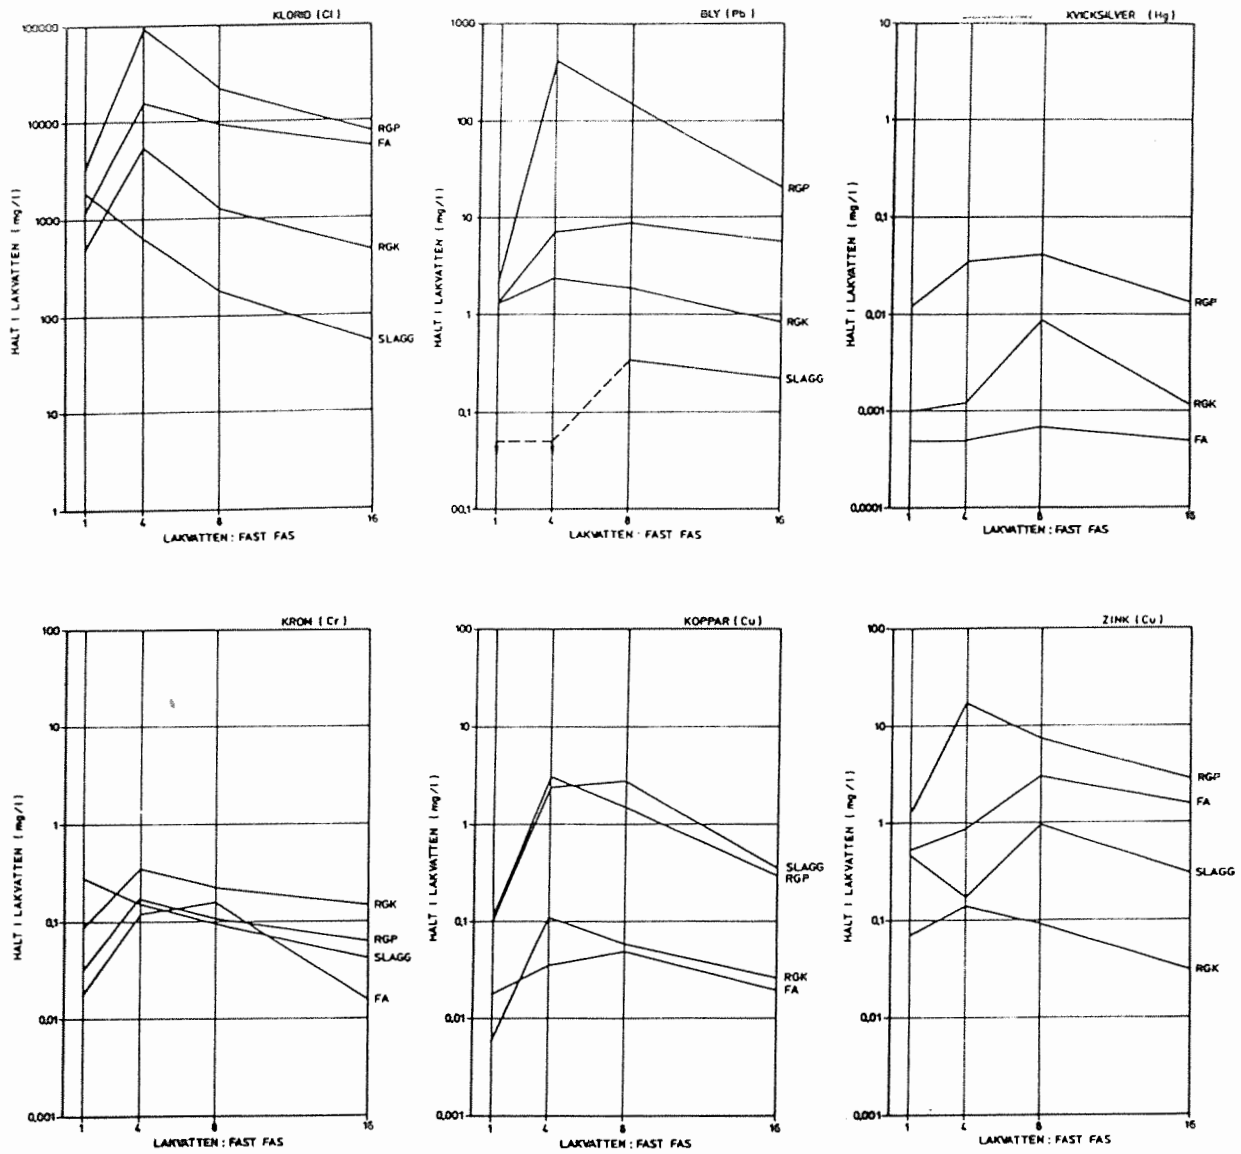 KLORID (Cl)
100000
10000
1000
100
10
1
HALT I LAKVATTEN (mg/l)
RGP
FA
RGK
SLAGG
1 4 8 16
LAKVATTEN : FAST FAS
BLY (Pb)
1000
100
10
1
0,1
00,1
HALT I LAKVATTEN (mg/l)
RGP
RGK
SLAGG
1 4 8 16
LAKVATTEN : FAST FAS
KVICKSILVER (Hg)
10
1
0,1
0,01
0,001
0,0001
HALT I LAKVATTEN (mg/l)
RGP
RGK
FA
1 4 8 16
LAKVATTEN : FAST FAS
KROM (Cr)
100
10
1
0,1
0,01
0,001
HALT I LAKVATTEN (mg/l)
RGK
RGP
SLAGG
FA
1 4 8 16
LAKVATTEN : FAST FAS
KOPPAR (Cu)
100
10
1
0,1
0,01
0,001
HALT I LAKVATTEN (mg/l)
SLAGG
RGP
RGK
FA
1 4 8 16
LAKVATTEN : FAST FAS
ZINK (Cu)
100
10
1
0,1
0,01
0,001
HALT I LAKVATTEN (mg/l)
RGP
FA
SLAGG
RGK
1 4 8 16
LAKVATTEN : FAST FAS